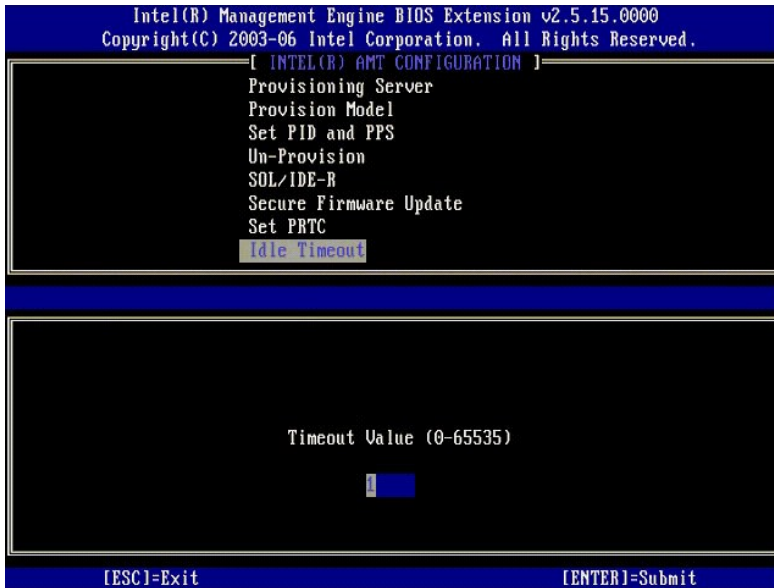 Intel(R) Management Engine BIOS Extension v2.5.15.0000
Copyright(C) 2003-06 Intel Corporation. All Rights Reserved.
[ INTEL(R) AMT CONFIGURATION ]
Provisioning Server
Provision Model
Set PID and PPS
Un-Provision
SOL/IDE-R
Secure Firmware Update
Set PRTC
Idle Timeout
Timeout Value (0-65535)
1
[ESC]=Exit [ENTER]=Submit